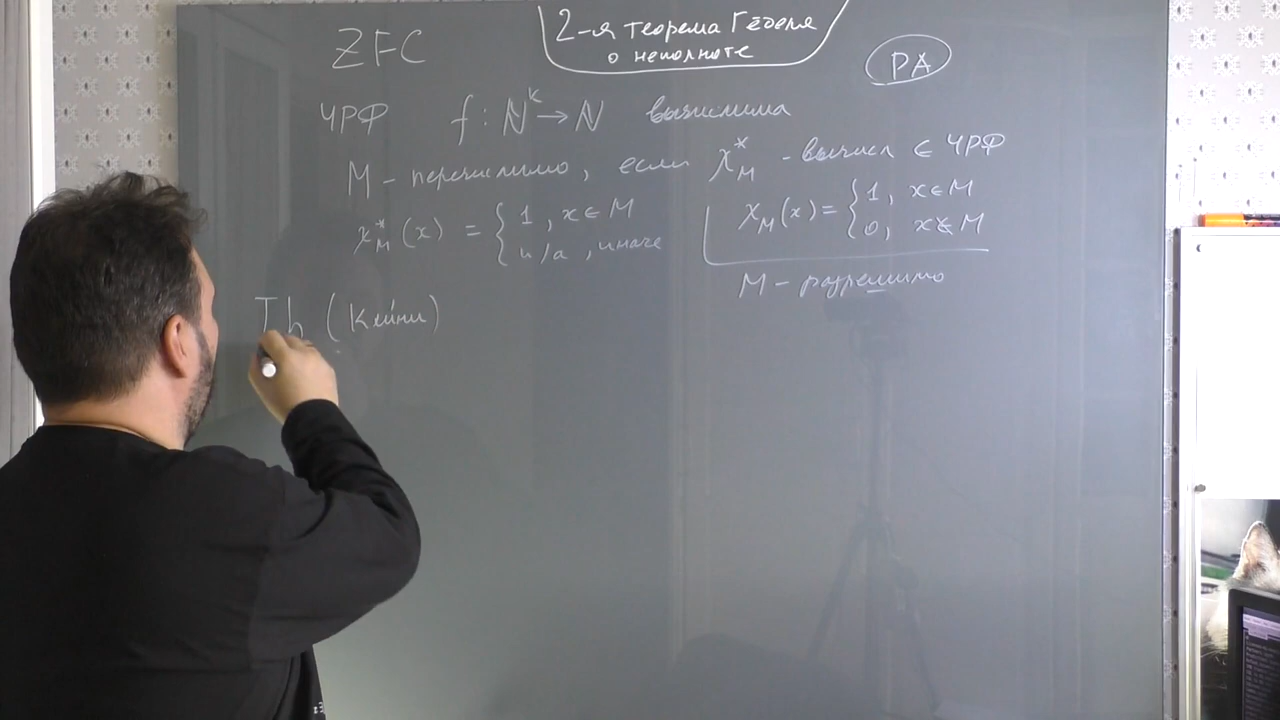 2-я теорема Гёделя
о неполноте
ZFC
PA
ЧРФ f : ℕ^k → ℕ вычислима
M - перечислимо, если χ*_M - вычисл ∈ ЧРФ
χ*_M(x) = { 1, x ∈ M
n/a, иначе
χ_M(x) = { 1, x ∈ M
0, x ∉ M
M - разрешимо
Th (Клини)